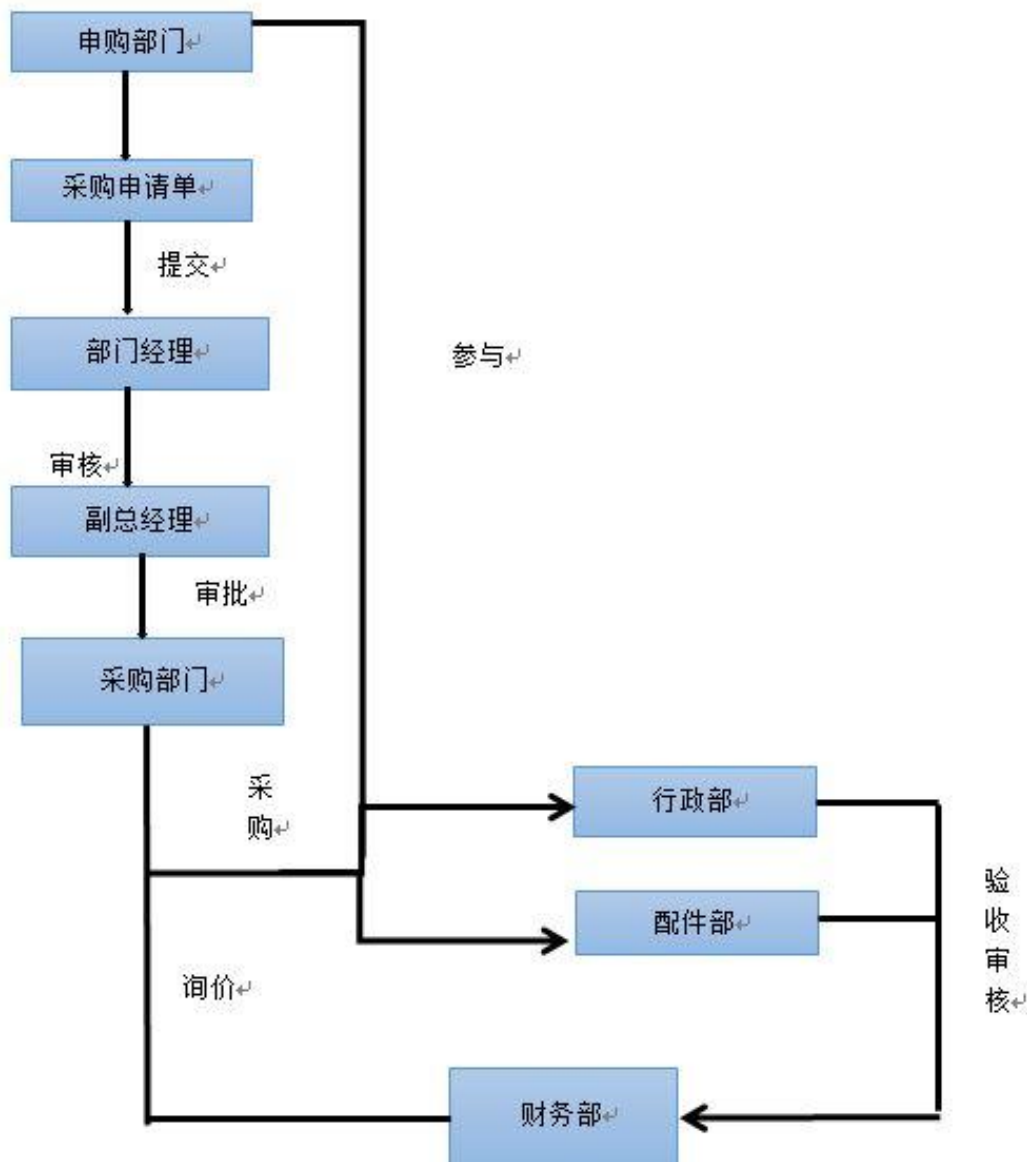 申购部门
采购申请单
提交
部门经理
参与
审核
副总经理
审批
采购部门
采
购
行政部
配件部
验
收
审
核
询价
财务部